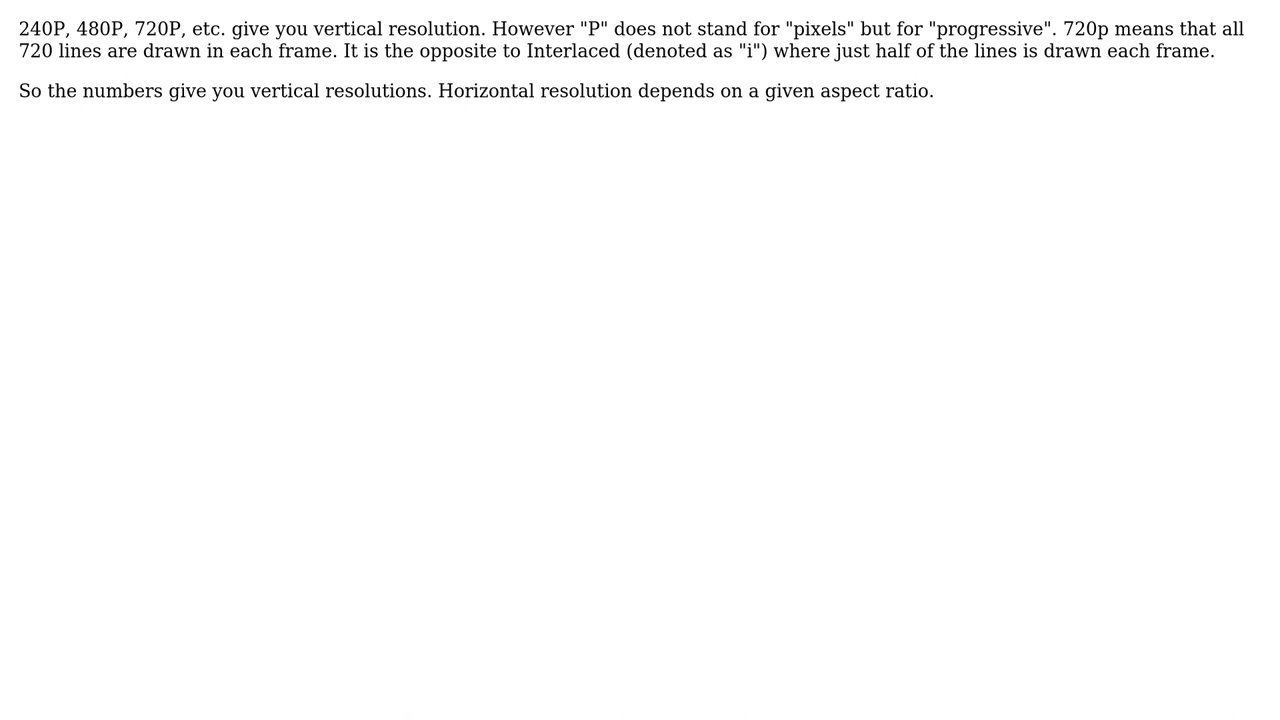 240P, 480P, 720P, etc. give you vertical resolution. However "P" does not stand for "pixels" but for "progressive". 720p means that all
720 lines are drawn in each frame. It is the opposite to Interlaced (denoted as "i") where just half of the lines is drawn each frame.
So the numbers give you vertical resolutions. Horizontal resolution depends on a given aspect ratio.